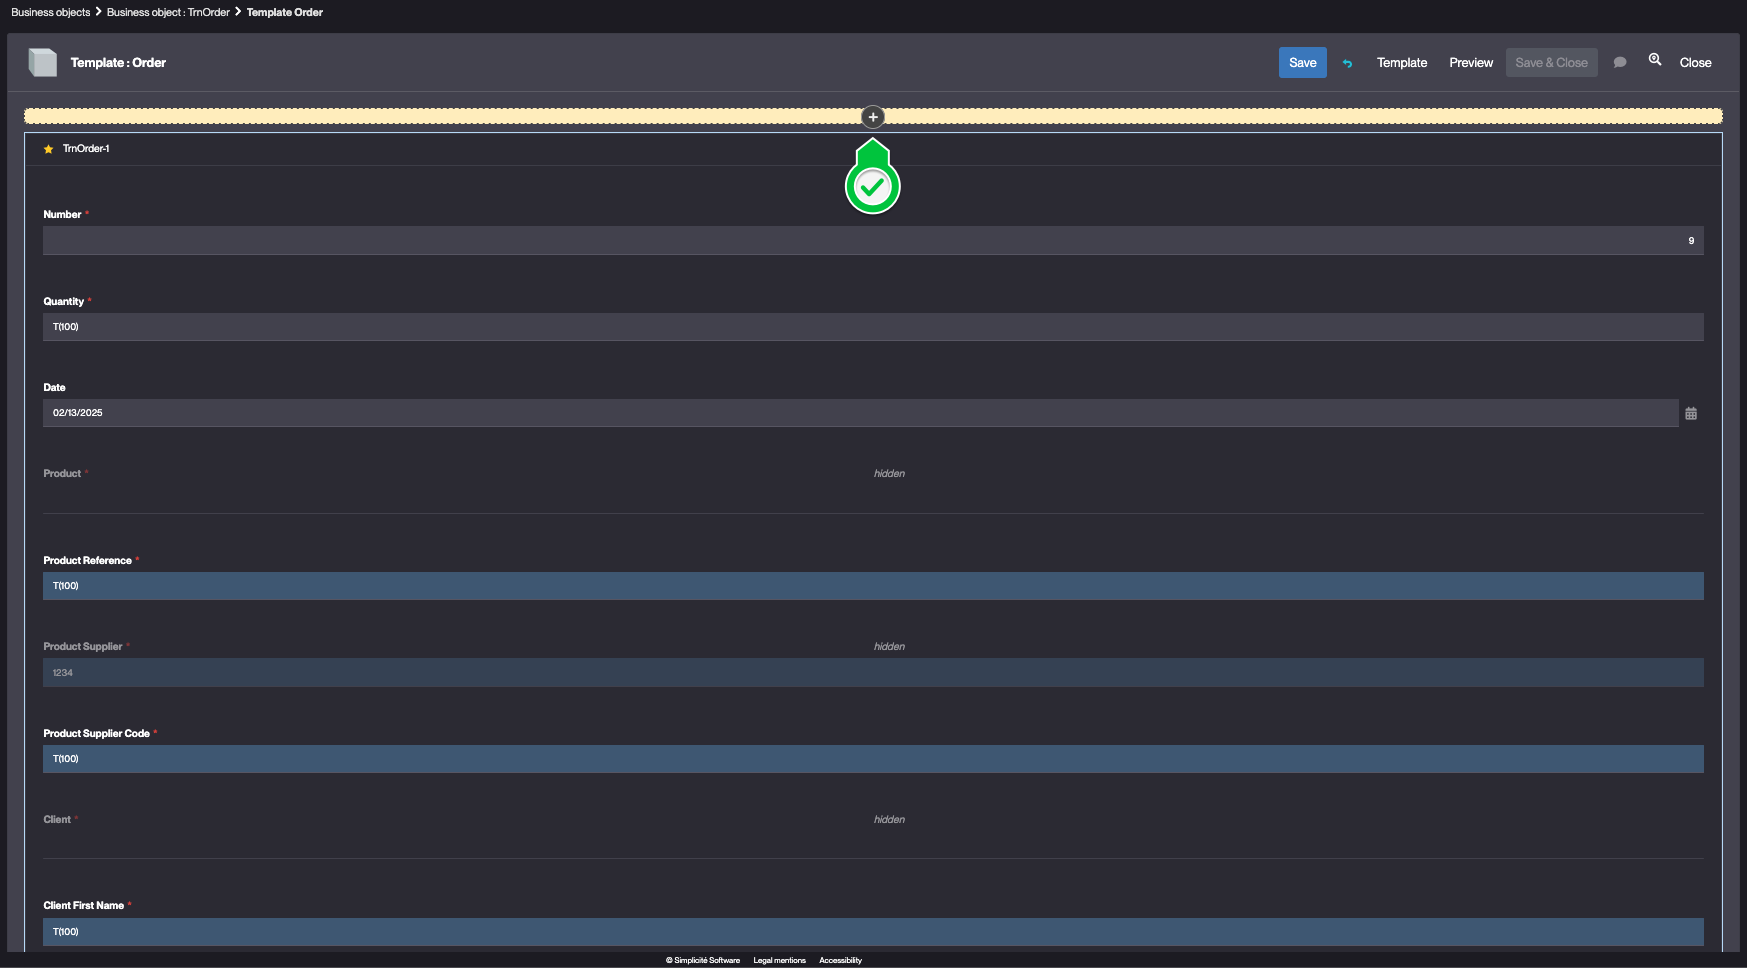 Business objects > Business object : TrnOrder > Template Order
Template : Order
Save
Template
Preview
Save & Close
Close
TrnOrder-1
Number *
9
Quantity *
T(100)
Date
02/13/2025
Product * hidden
Product Reference *
T(100)
Product Supplier * hidden
1234
Product Supplier Code *
T(100)
Client * hidden
Client First Name *
T(100)
© Simplicité Software Legal mentions Accessibility